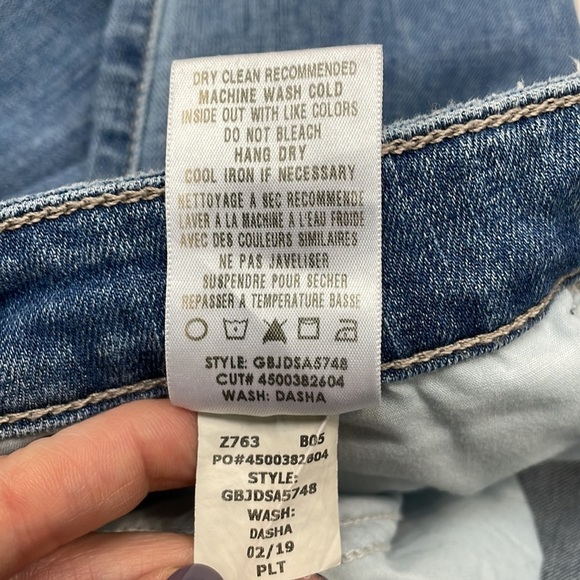 DRY CLEAN RECOMMENDED
MACHINE WASH COLD
INSIDE OUT WITH LIKE COLORS
DO NOT BLEACH
HANG DRY
COOL IRON IF NECESSARY
NETTOYAGE A SEC RECOMMENDE
LAVER A LA MACHINE A L'EAU FROIDE
AVEC DES COULEURS SIMILAIRES
NE PAS JAVELISER
SUSPENDRE POUR SECHER
REPASSER A TEMPERATURE BASSE
STYLE: GBJDSA5748
CUT# 4500382604
WASH: DASHA
Z763 B05
PO#4500382604
STYLE:
GBJDSA5748
WASH:
DASHA
02/19
PLT